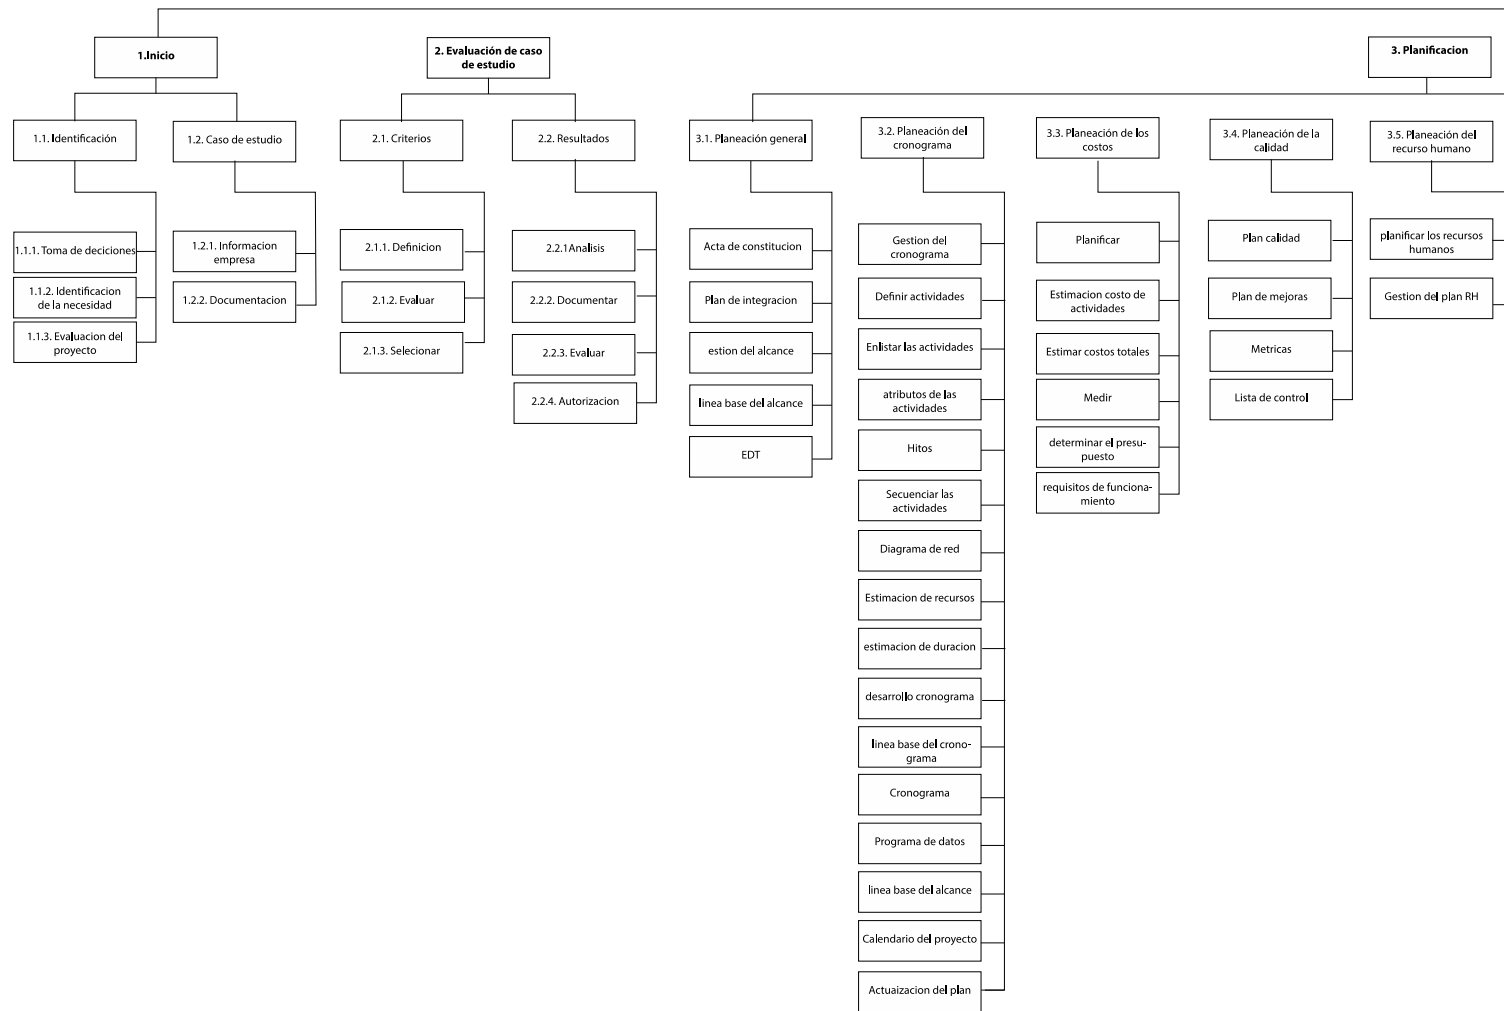 1.Inicio
2. Evaluación de caso
de estudio
3. Planificacion
1.1. Identificación
1.2. Caso de estudio
2.1. Criterios
2.2. Resultados
3.1. Planeación general
3.2. Planeación del
cronograma
3.3. Planeación de los
costos
3.4. Planeación de la
calidad
3.5. Planeación del
recurso humano
1.1.1. Toma de deciciones
1.1.2. Identificacion
de la necesidad
1.1.3. Evaluacion del
proyecto
1.2.1. Informacion
empresa
1.2.2. Documentacion
2.1.1. Definicion
2.1.2. Evaluar
2.1.3. Selecionar
2.2.1Analisis
2.2.2. Documentar
2.2.3. Evaluar
2.2.4. Autorizacion
Acta de constitucion
Plan de integracion
estion del alcance
linea base del alcance
EDT
Gestion del
cronograma
Definir actividades
Enlistar las actividades
atributos de las
actividades
Hitos
Secuenciar las
actividades
Diagrama de red
Estimacion de recursos
estimacion de duracion
desarrollo cronograma
linea base del crono-
grama
Cronograma
Programa de datos
linea base del alcance
Calendario del proyecto
Actuaizacion del plan
Planificar
Estimacion costo de
actividades
Estimar costos totales
Medir
determinar el presu-
puesto
requisitos de funciona-
miento
Plan calidad
Plan de mejoras
Metricas
Lista de control
planificar los recursos
humanos
Gestion del plan RH